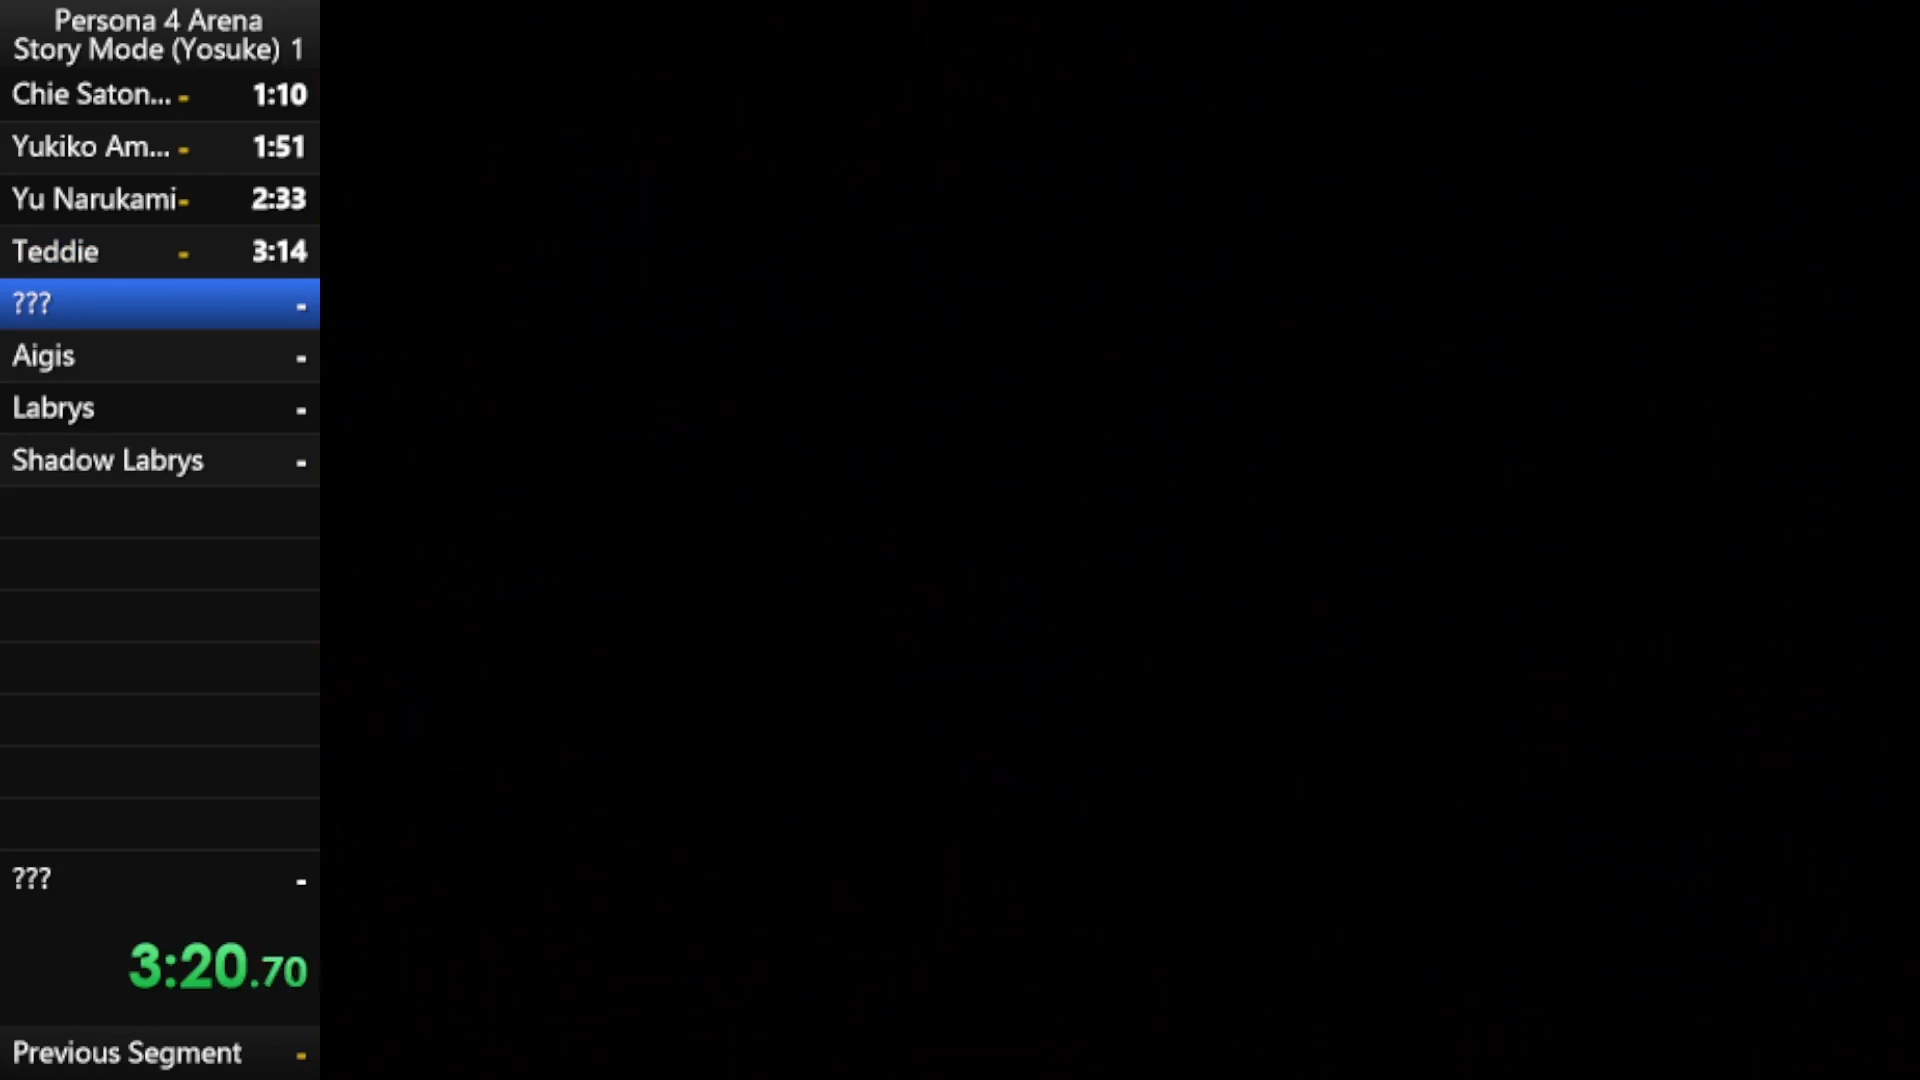 Persona 4 Arena
Story Mode (Yosuke) 1
Chie Saton... - 1:10
Yukiko Am... - 1:51
Yu Narukami - 2:33
Teddie - 3:14
??? -
Aigis -
Labrys -
Shadow Labrys -
??? -
3:20.70
Previous Segment -